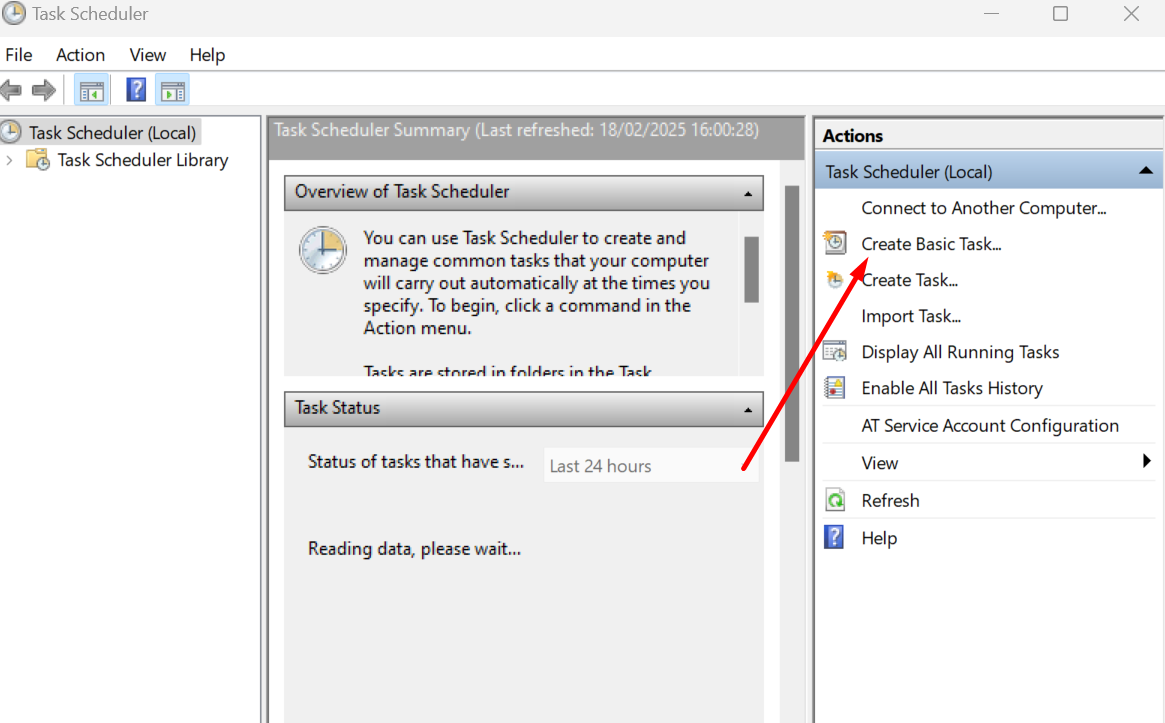 Task Scheduler
File Action View Help
Task Scheduler (Local)
Task Scheduler Library
Task Scheduler Summary (Last refreshed: 18/02/2025 16:00:28)
Overview of Task Scheduler
You can use Task Scheduler to create and
manage common tasks that your computer
will carry out automatically at the times you
specify. To begin, click a command in the
Action menu.
Tasks are stored in folders in the Task
Task Status
Status of tasks that have s... Last 24 hours
Reading data, please wait...
Actions
Task Scheduler (Local)
Connect to Another Computer...
Create Basic Task...
Create Task...
Import Task...
Display All Running Tasks
Enable All Tasks History
AT Service Account Configuration
View
Refresh
Help